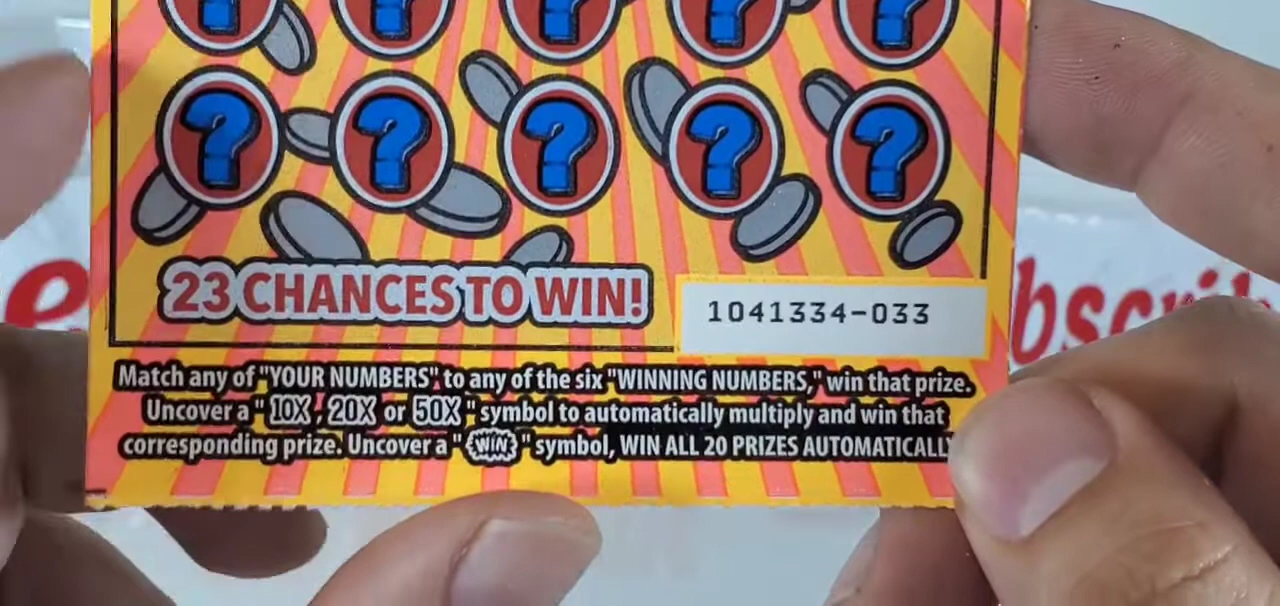 ? ? ? ? ?
? ? ? ? ?
23 CHANCES TO WIN!
1041334-033
Match any of "YOUR NUMBERS", to any of the six "WINNING NUMBERS," win that prize.
Uncover a "10X, 20X or 50X" symbol to automatically multiply and win that
corresponding prize. Uncover a "WIN" symbol, WIN ALL 20 PRIZES AUTOMATICALLY